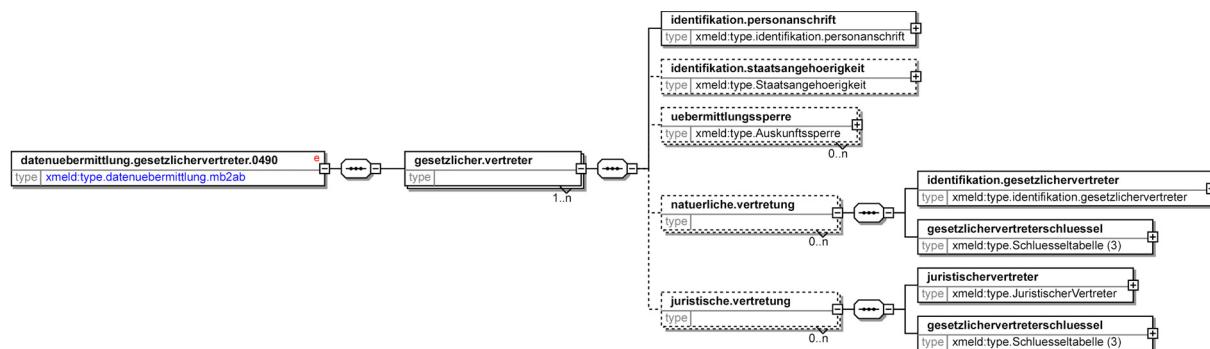 identifikation.personanschrift
type xmeld:type.identifikation.personanschrift
identifikation.staatsangehoerigkeit
type xmeld:type.Staatsangehoerigkeit
uebermittlungssperre
type xmeld:type.Auskunftssperre
0..n
datenuebermittlung.gesetzlichervertreter.0490 e
type xmeld:type.datenuebermittlung.mb2ab
gesetzlicher.vertreter
type
1..n
natuerliche.vertretung
type
0..n
identifikation.gesetzlichervertreter
type xmeld:type.identifikation.gesetzlichervertreter
gesetzlichervertreterschluessel
type xmeld:type.Schluesseltabelle (3)
juristische.vertretung
type
0..n
juristischervertreter
type xmeld:type.JuristischerVertreter
gesetzlichervertreterschluessel
type xmeld:type.Schluesseltabelle (3)